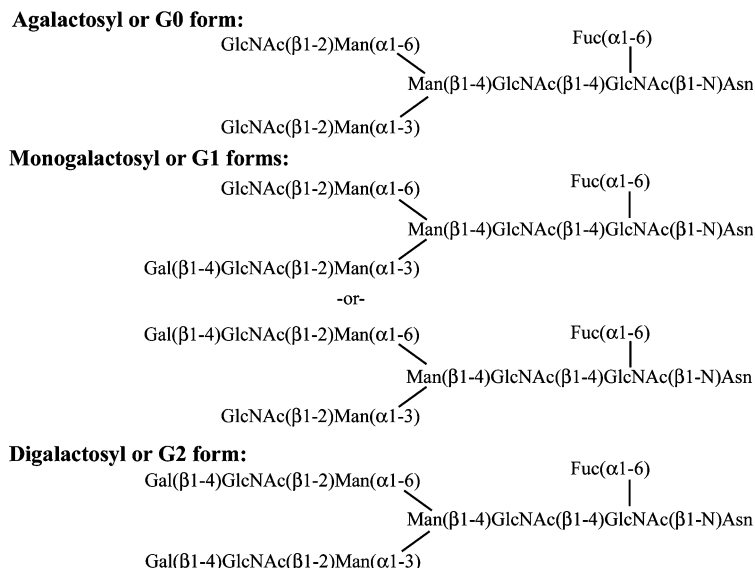 Agalactosyl or G0 form:
GlcNAc(β1-2)Man(α1-6) Fuc(α1-6)
Man(β1-4)GlcNAc(β1-4)GlcNAc(β1-N)Asn
GlcNAc(β1-2)Man(α1-3)
Monogalactosyl or G1 forms:
GlcNAc(β1-2)Man(α1-6) Fuc(α1-6)
Man(β1-4)GlcNAc(β1-4)GlcNAc(β1-N)Asn
Gal(β1-4)GlcNAc(β1-2)Man(α1-3)
-or-
Gal(β1-4)GlcNAc(β1-2)Man(α1-6) Fuc(α1-6)
Man(β1-4)GlcNAc(β1-4)GlcNAc(β1-N)Asn
GlcNAc(β1-2)Man(α1-3)
Digalactosyl or G2 form:
Gal(β1-4)GlcNAc(β1-2)Man(α1-6) Fuc(α1-6)
Man(β1-4)GlcNAc(β1-4)GlcNAc(β1-N)Asn
Gal(β1-4)GlcNAc(β1-2)Man(α1-3)